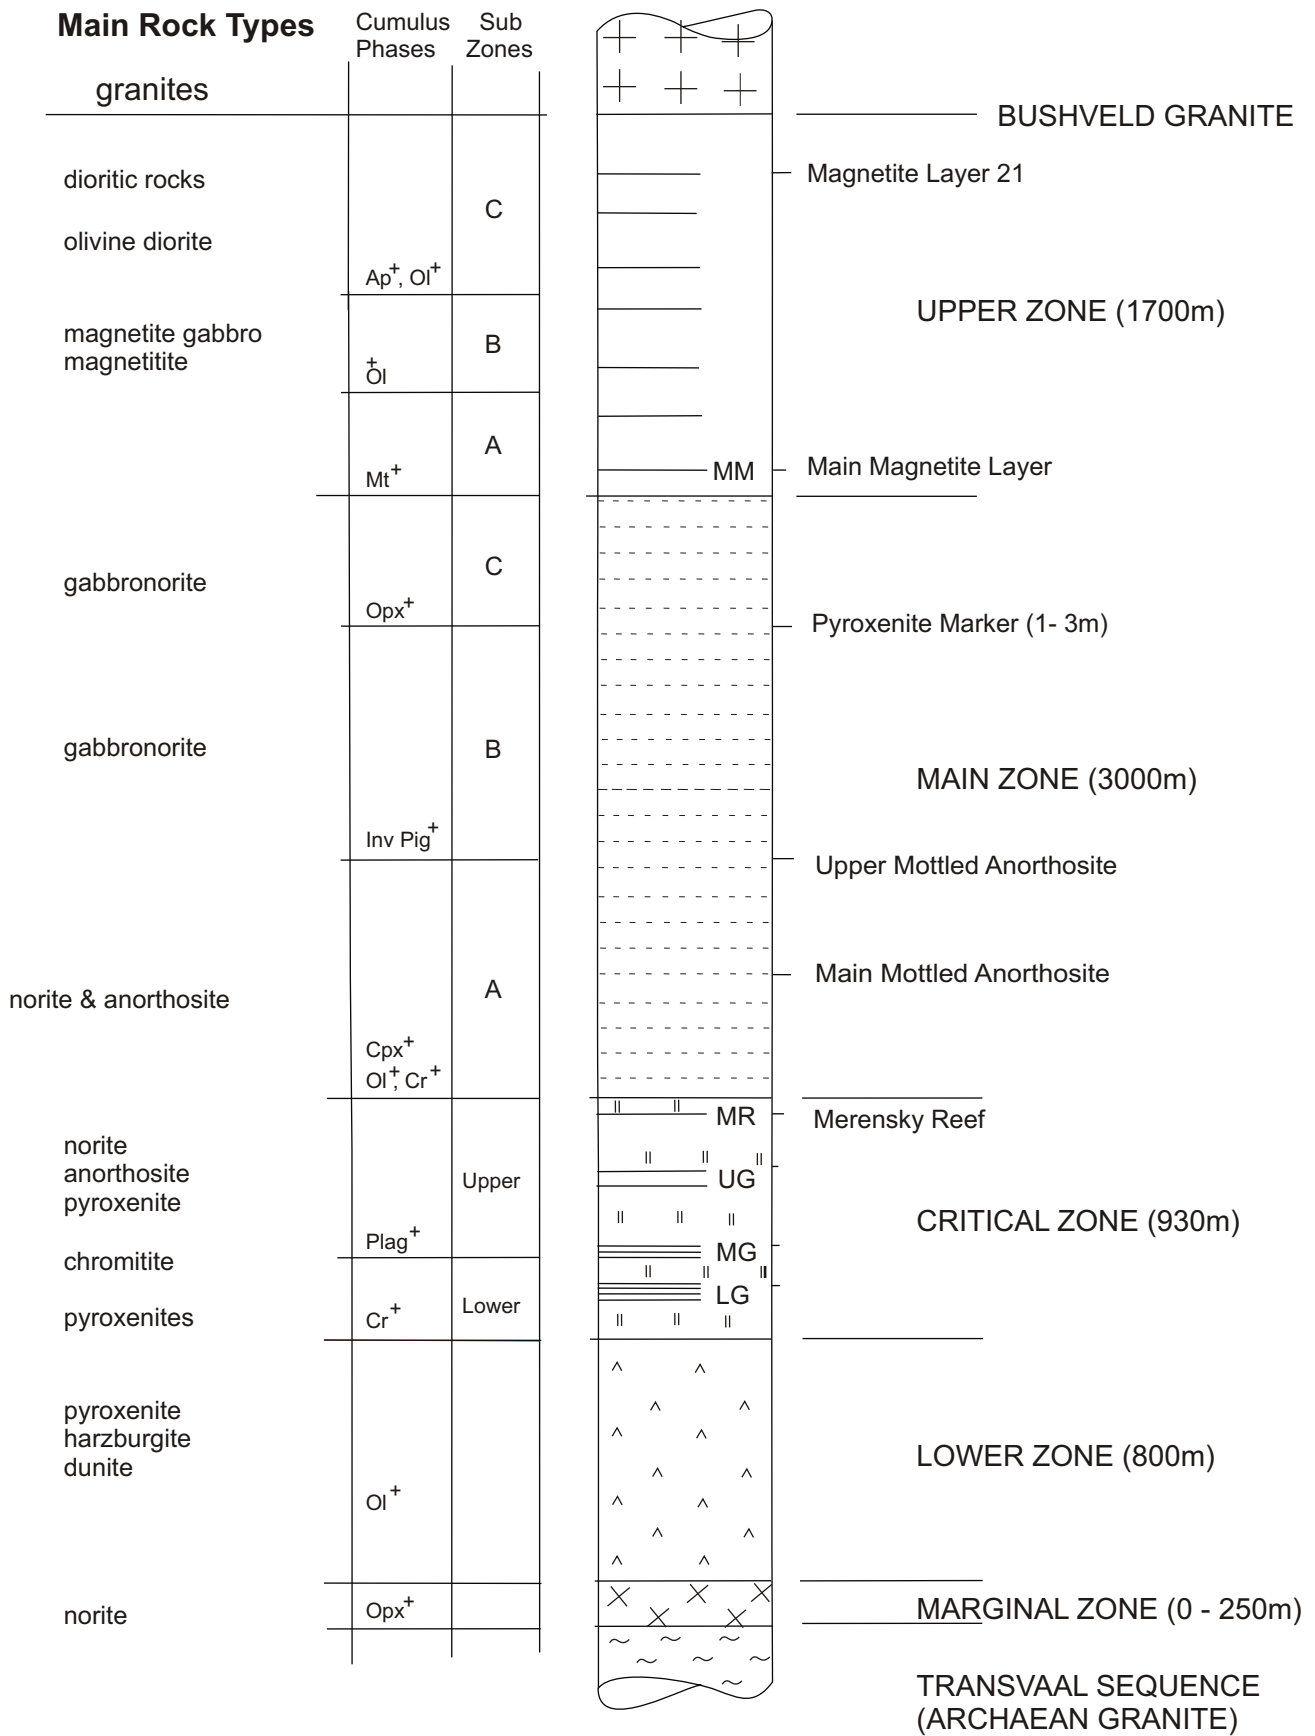 Main Rock Types
Cumulus
Phases
Sub
Zones
granites
BUSHVELD GRANITE
dioritic rocks
olivine diorite
Ap+, Ol+
C
Magnetite Layer 21
UPPER ZONE (1700m)
magnetite gabbro
magnetitite
+
Ol
B
Mt+
A
MM
Main Magnetite Layer
gabbronorite
Opx+
C
Pyroxenite Marker (1- 3m)
gabbronorite
Inv Pig+
B
MAIN ZONE (3000m)
Upper Mottled Anorthosite
Main Mottled Anorthosite
norite & anorthosite
Cpx+
Ol+, Cr+
A
MR
Merensky Reef
norite
anorthosite
pyroxenite
Plag+
Upper
UG
CRITICAL ZONE (930m)
chromitite
MG
pyroxenites
Cr+
Lower
LG
pyroxenite
harzburgite
dunite
Ol+
LOWER ZONE (800m)
norite
Opx+
MARGINAL ZONE (0 - 250m)
TRANSVAAL SEQUENCE
(ARCHAEAN GRANITE)